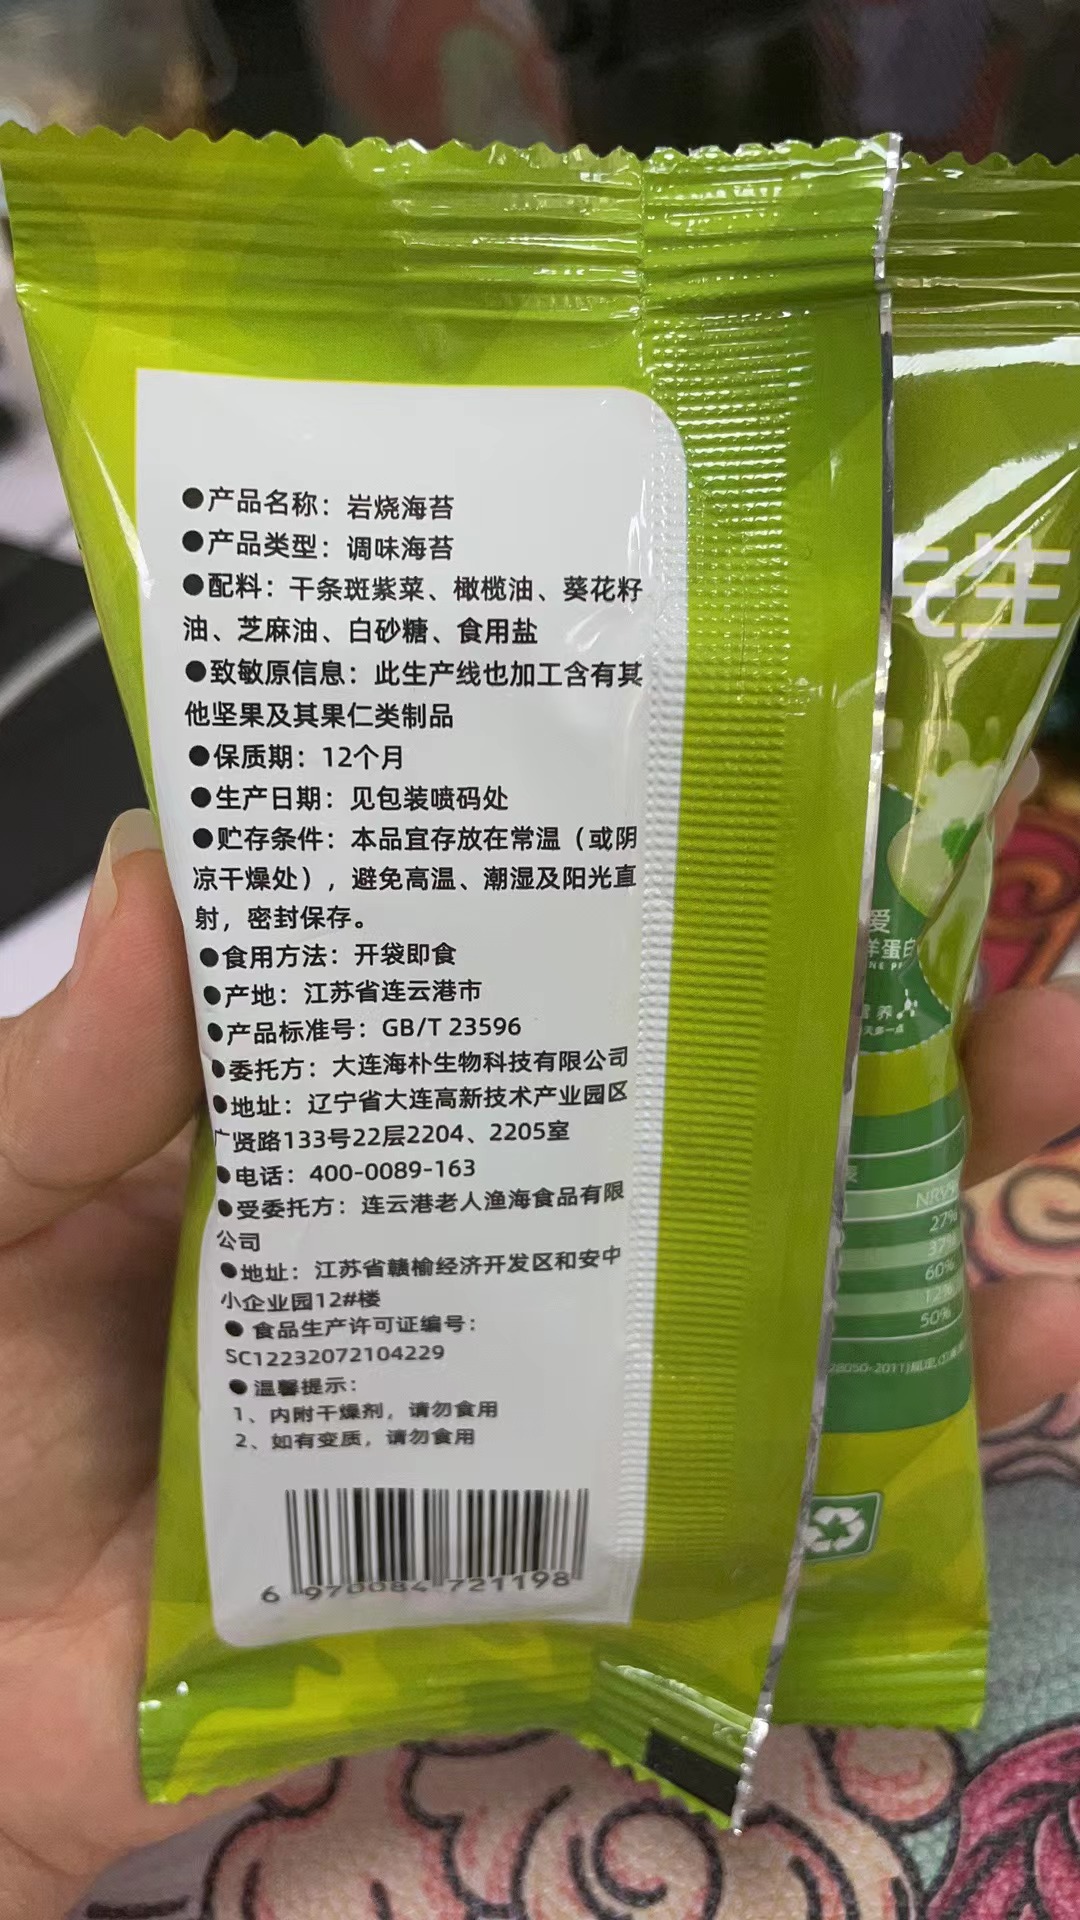 ●产品名称：岩烧海苔
●产品类型：调味海苔
●配料：干条斑紫菜、橄榄油、葵花籽
油、芝麻油、白砂糖、食用盐
●致敏原信息：此生产线也加工含有其
他坚果及其果仁类制品
●保质期：12个月
●生产日期：见包装喷码处
●贮存条件：本品宜存放在常温（或阴
凉干燥处），避免高温、潮湿及阳光直
射，密封保存。
●食用方法：开袋即食
●产地：江苏省连云港市
●产品标准号：GB/T 23596
●委托方：大连海朴生物科技有限公司
●地址：辽宁省大连高新技术产业园区
广贤路133号22层2204、2205室
●电话：400-0089-163
●受委托方：连云港老人渔海食品有限
公司
●地址：江苏省赣榆经济开发区和安中
小企业园12#楼
●食品生产许可证编号：
SC12232072104229
●温馨提示：
1、内附干燥剂，请勿食用
2、如有变质，请勿食用
6 970084 721198
先生
爱
洋蛋白
营养
NRV%
27%
37%
60%
12%
50%